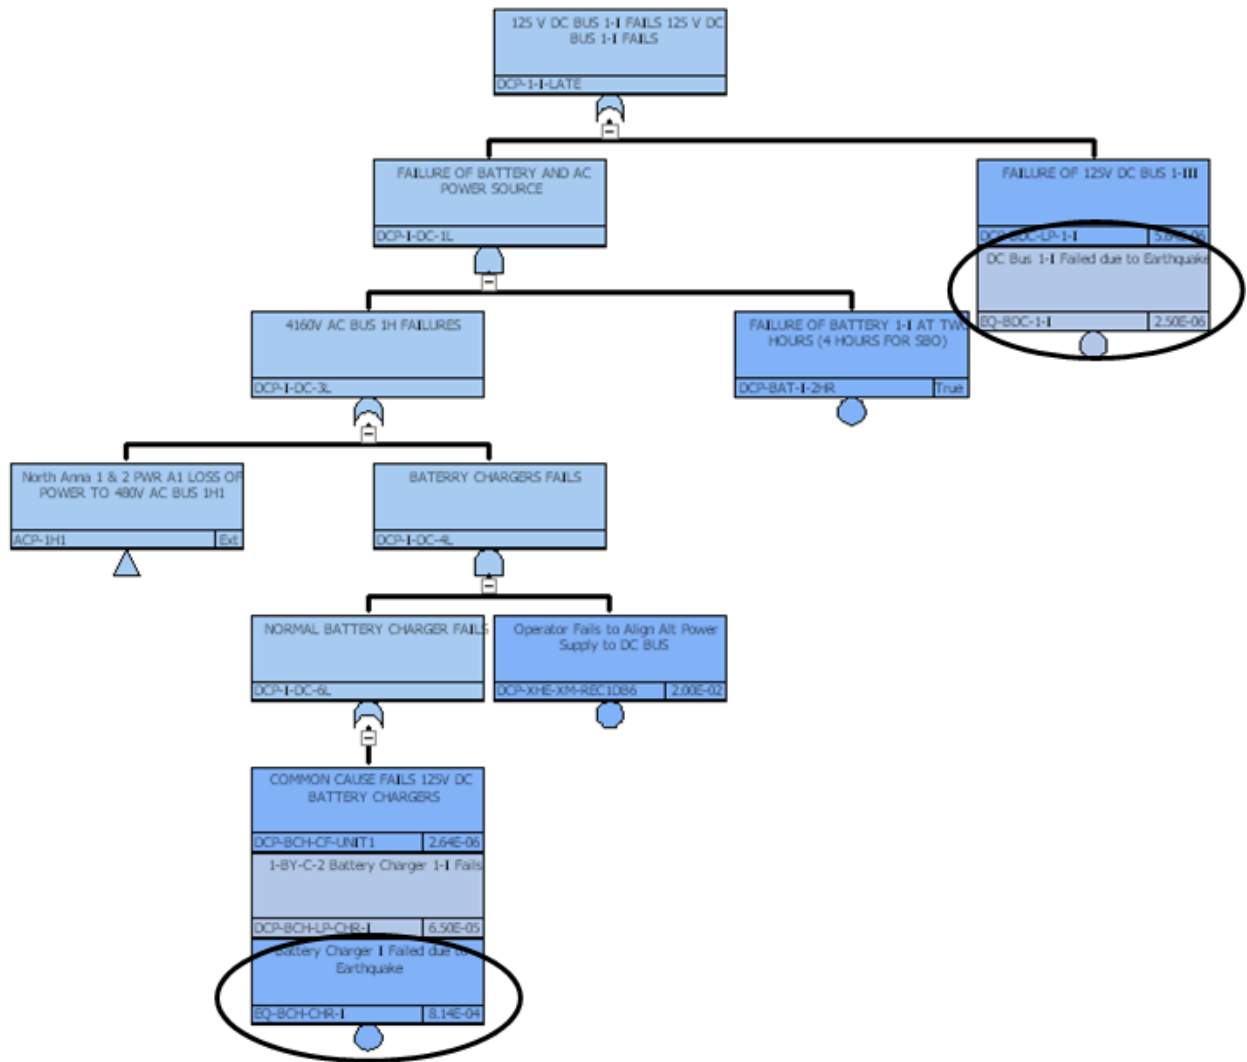 125 V DC BUS 1-I FAILS 125 V DC
BUS 1-I FAILS
DCP-1-I-LATE
FAILURE OF BATTERY AND AC
POWER SOURCE
DCP-I-DC-1L
FAILURE OF 125V DC BUS 1-III
DCP-BDC-LP-1-I
DC Bus 1-I Failed due to Earthquake
EQ-BDC-1-I 2.50E-06
4160V AC BUS 1H FAILURES
DCP-I-DC-3L
FAILURE OF BATTERY 1-I AT TWO
HOURS (4 HOURS FOR SBO)
DCP-BAT-I-2HR True
North Anna 1 & 2 PWR A1 LOSS OF
POWER TO 480V AC BUS 1H1
ACP-1H1 Ext
BATERRY CHARGERS FAILS
DCP-I-DC-4L
NORMAL BATTERY CHARGER FAILS
DCP-I-DC-6L
Operator Fails to Align Alt Power
Supply to DC BUS
DCP-XHE-XM-REC1DB6 2.00E-02
COMMON CAUSE FAILS 125V DC
BATTERY CHARGERS
DCP-BCH-CF-UNIT1 2.64E-06
1-BY-C-2 Battery Charger 1-I Fails
DCP-BCH-LP-CHR-I 6.50E-05
Battery Charger I Failed due to
Earthquake
EQ-BCH-CHR-I 8.14E-04